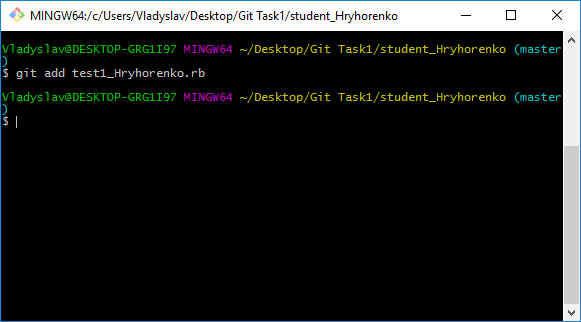 MINGW64:/c/Users/Vladyslav/Desktop/Git Task1/student_Hryhorenko
Vladyslav@DESKTOP-GRG1I97 MINGW64 ~/Desktop/Git Task1/student_Hryhorenko (master
)
$ git add test1_Hryhorenko.rb
Vladyslav@DESKTOP-GRG1I97 MINGW64 ~/Desktop/Git Task1/student_Hryhorenko (master
)
$